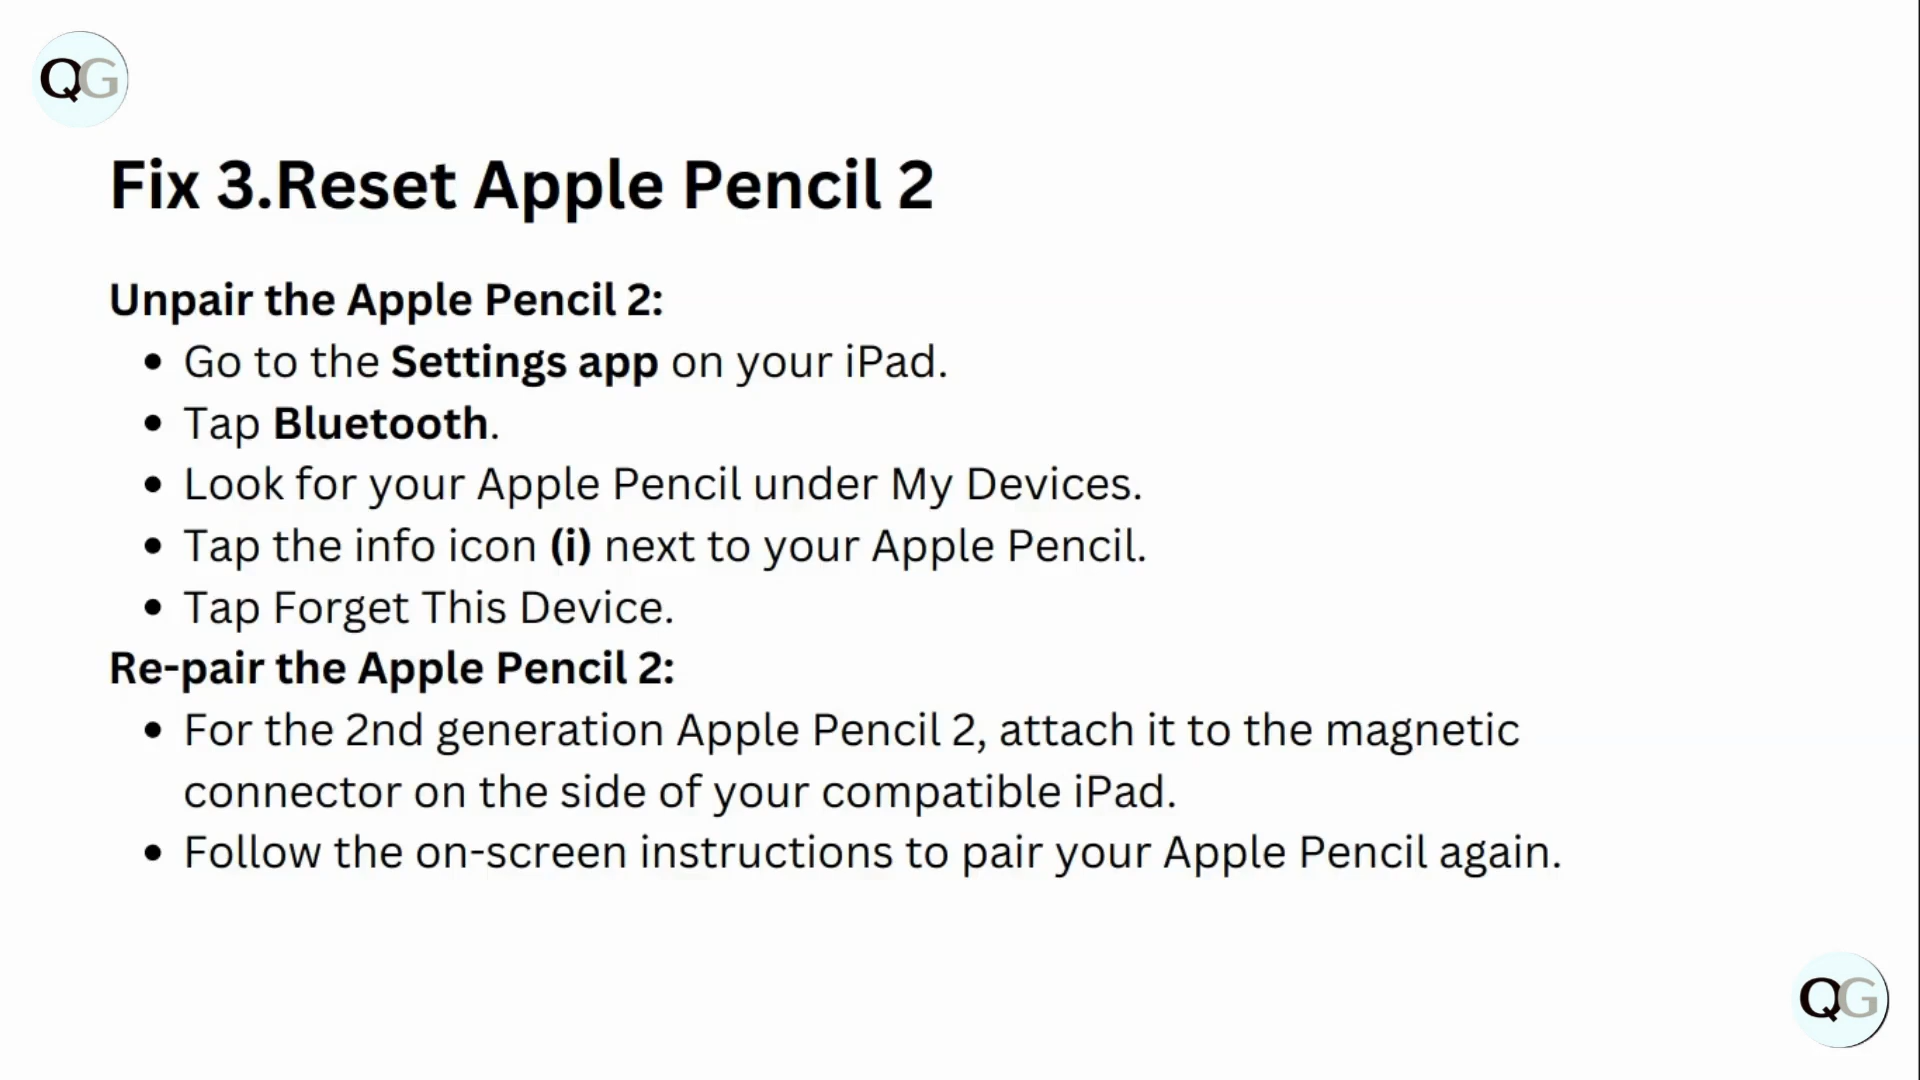 QG
Fix 3.Reset Apple Pencil 2
Unpair the Apple Pencil 2:
• Go to the Settings app on your iPad.
• Tap Bluetooth.
• Look for your Apple Pencil under My Devices.
• Tap the info icon (i) next to your Apple Pencil.
• Tap Forget This Device.
Re-pair the Apple Pencil 2:
• For the 2nd generation Apple Pencil 2, attach it to the magnetic
connector on the side of your compatible iPad.
• Follow the on-screen instructions to pair your Apple Pencil again.
QG